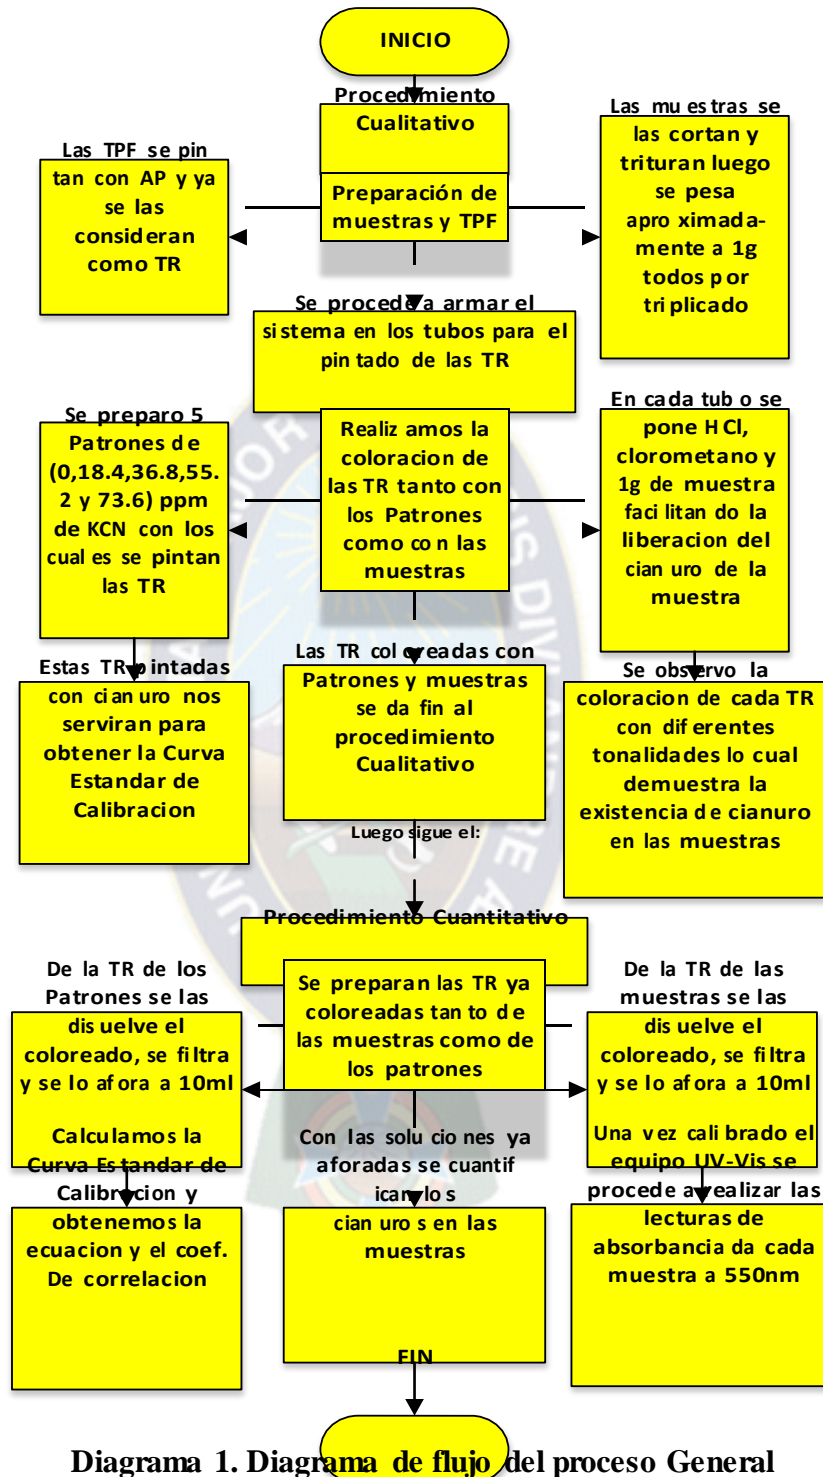 INICIO
Procedimiento
Cualitativo
Preparación de
muestras y TPF
Las TPF se pin
tan con AP y ya
se las
consideran
como TR
Las muestras se
las cortan y
trituran luego
se pesa
aproximada-
mente a 1g
todos por
triplicado
Se procede a armar el
sistema en los tubos para el
pintado de las TR
Se preparo 5
Patrones de
(0,18.4,36.8,55.
2 y 73.6) ppm
de KCN con los
cuales se pintan
las TR
Realizamos la
coloracion de
las TR tanto con
los Patrones
como con las
muestras
En cada tubo se
pone HCl,
clorometano y
1g de muestra
facilitando la
liberacion del
cianuro de la
muestra
Estas TR pintadas
con cianuro nos
serviran para
obtener la Curva
Estandar de
Calibracion
Las TR coloreadas con
Patrones y muestras
se da fin al
procedimiento
Cualitativo
Se observo la
coloracion de cada TR
con diferentes
tonalidades lo cual
demuestra la
existencia de cianuro
en las muestras
Luego sigue el:
Procedimiento Cuantitativo
De la TR de los
Patrones se las
disuelve el
coloreado, se filtra
y se lo afora a 10ml
Se preparan las TR ya
coloreadas tanto de
las muestras como de
los patrones
De la TR de las
muestras se las
disuelve el
coloreado, se filtra
y se lo afora a 10ml
Calculamos la
Curva Estandar de
Calibracion y
obtenemos la
ecuacion y el coef.
De correlacion
Con las soluciones ya
aforadas se cuantif
ican los
cianuros en las
muestras
Una vez calibrado el
equipo UV-Vis se
procede a realizar las
lecturas de
absorbancia da cada
muestra a 550nm
FIN
Diagrama 1. Diagrama de flujo del proceso General